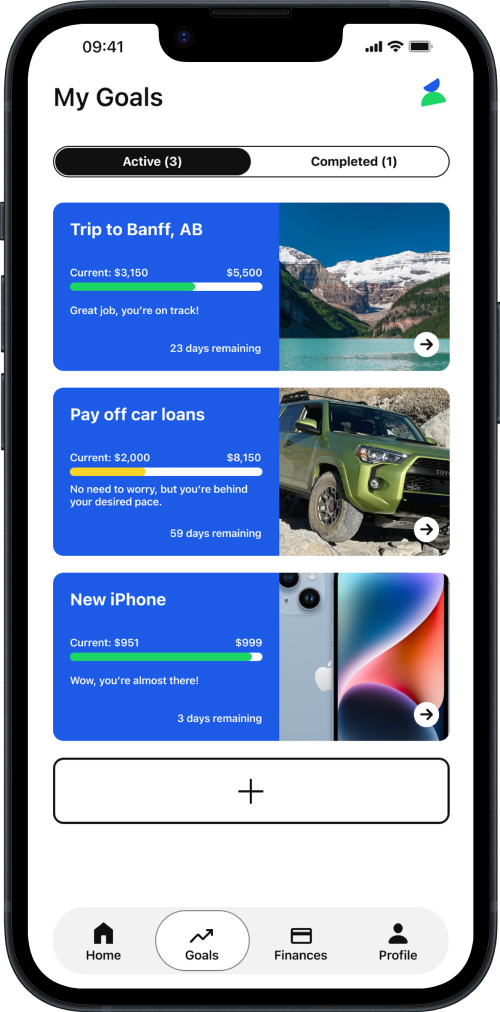 09:41
My Goals
Active (3)
Completed (1)
Trip to Banff, AB
Current: $3,150
$5,500
Great job, you’re on track!
23 days remaining
Pay off car loans
Current: $2,000
$8,150
No need to worry, but you’re behind
your desired pace.
59 days remaining
TOYO
New iPhone
Current: $951
$999
Wow, you’re almost there!
3 days remaining
Home
Goals
Finances
Profile